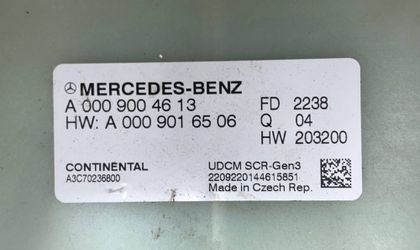 MERCEDES-BENZ
A 000 900 46 13 FD 2238
HW: A 000 901 65 06 Q 04
HW 203200
CONTINENTAL UDCM SCR-Gen3
A3C70236800 2209220144615851
Made in Czech Rep.